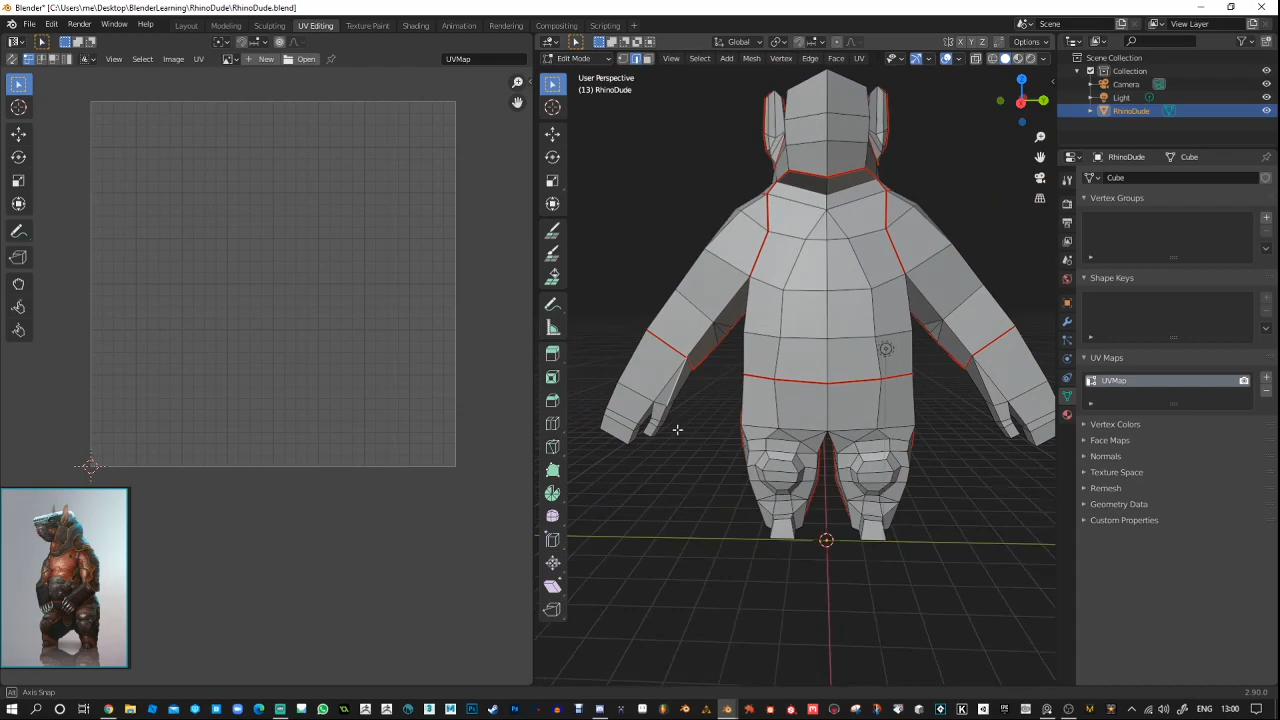 Blender* [C:\Users\me\Desktop\BlenderLearning\RhinoDude\RhinoDude.blend]
File Edit Render Window Help Layout Modeling Sculpting UV Editing Texture Paint Shading Animation Rendering Compositing Scripting Scene View Layer
Global Options
View Select Image UV New Open UVMap Edit Mode View Select Add Mesh Vertex Edge Face UV
User Perspective
(13) RhinoDude
Scene Collection
Collection
Camera
Light
RhinoDude
RhinoDude Cube
Cube
Vertex Groups
Shape Keys
UV Maps
UVMap
Vertex Colors
Face Maps
Normals
Texture Space
Remesh
Geometry Data
Custom Properties
Axis Snap 2.90.0
ENG 13:00